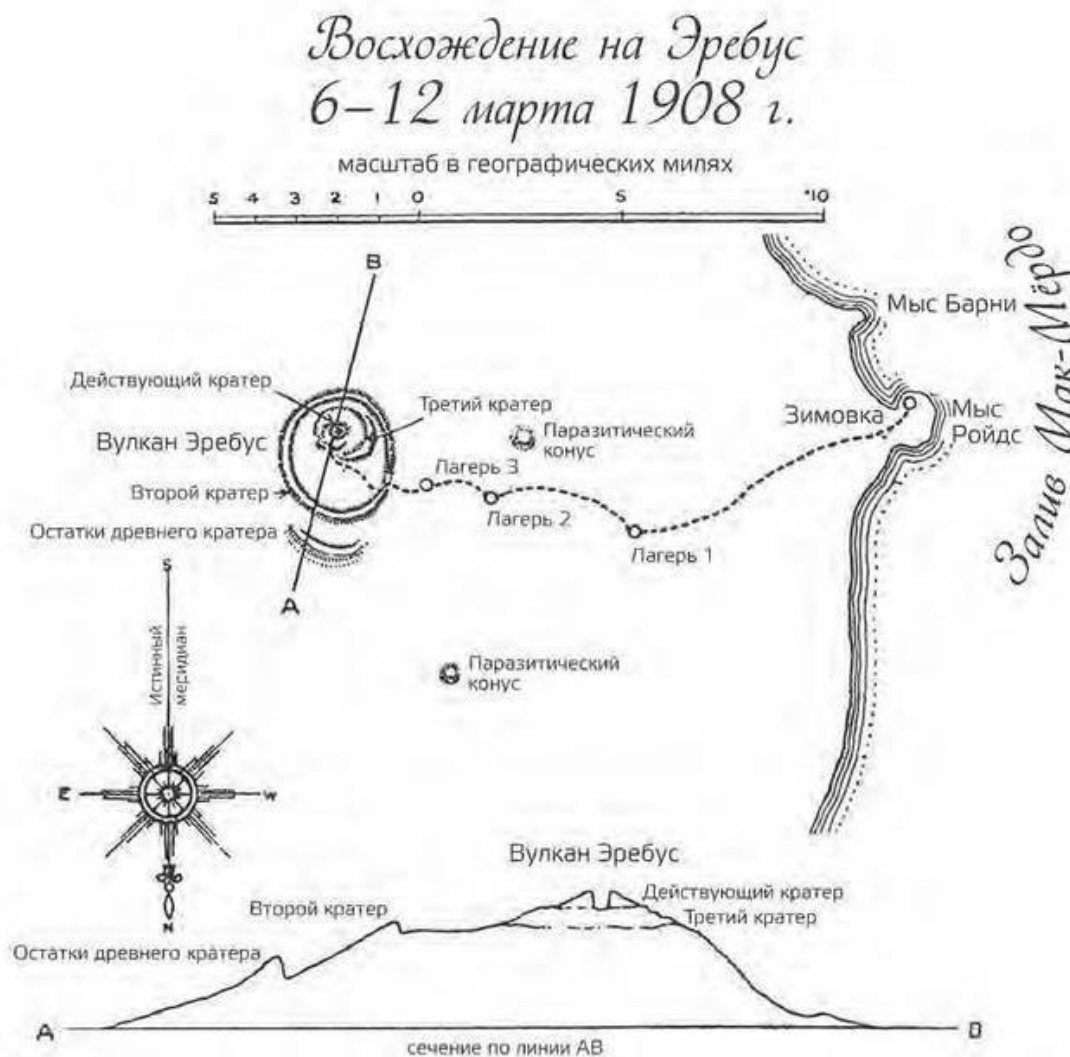 Восхождение на Эребус
6–12 марта 1908 г.
масштаб в географических милях
5 4 3 2 1 0 5 10
B
Мыс Барни
Залив Мак-Мёрдо
Действующий кратер
Третий кратер
Зимовка
Мыс
Ройдс
Вулкан Эребус
Паразитический
конус
Лагерь 3
Второй кратер
Лагерь 2
Остатки древнего кратера
Лагерь 1
S
A
Истинный
меридиан
Паразитический
конус
E
W
N
Вулкан Эребус
Действующий кратер
Второй кратер
Третий кратер
Остатки древнего кратера
A
B
сечение по линии АВ